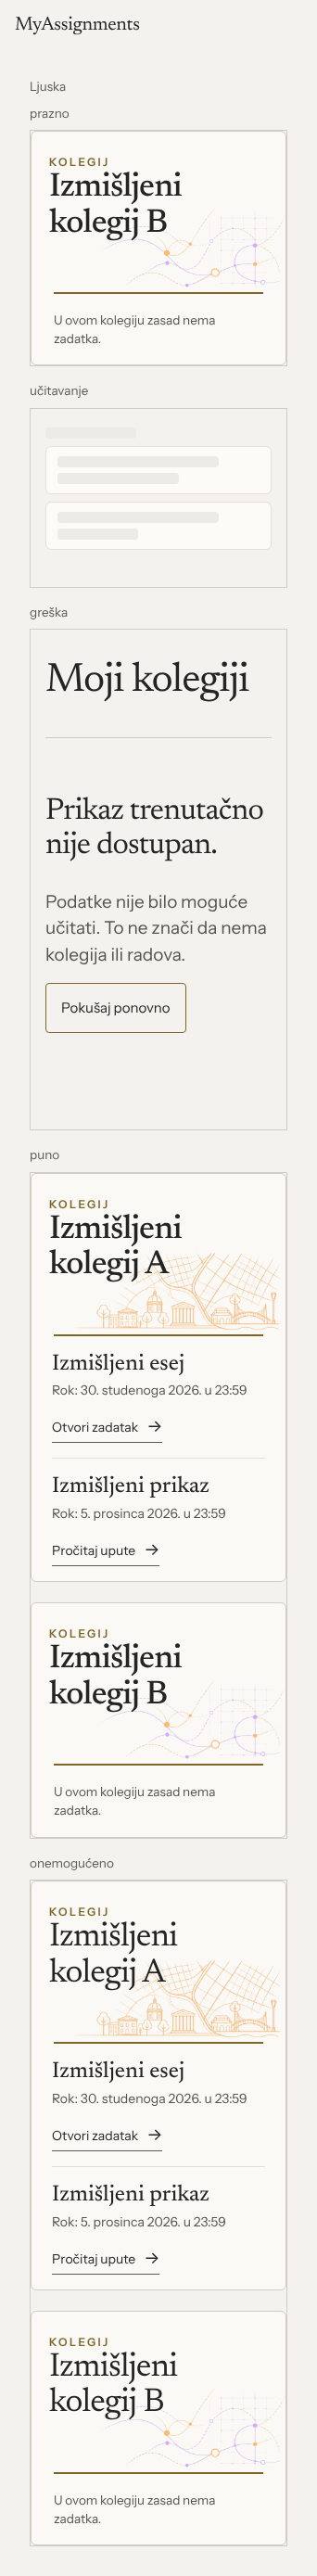 MyAssignments
Ljuska
prazno
KOLEGIJ
Izmišljeni
kolegij B
U ovom kolegiju zasad nema
zadatka.
učitavanje
greška
Moji kolegiji
Prikaz trenutačno
nije dostupan.
Podatke nije bilo moguće
učitati. To ne znači da nema
kolegija ili radova.
Pokušaj ponovno
puno
KOLEGIJ
Izmišljeni
kolegij A
Izmišljeni esej
Rok: 30. studenoga 2026. u 23:59
Otvori zadatak →
Izmišljeni prikaz
Rok: 5. prosinca 2026. u 23:59
Pročitaj upute →
KOLEGIJ
Izmišljeni
kolegij B
U ovom kolegiju zasad nema
zadatka.
onemogućeno
KOLEGIJ
Izmišljeni
kolegij A
Izmišljeni esej
Rok: 30. studenoga 2026. u 23:59
Otvori zadatak →
Izmišljeni prikaz
Rok: 5. prosinca 2026. u 23:59
Pročitaj upute →
KOLEGIJ
Izmišljeni
kolegij B
U ovom kolegiju zasad nema
zadatka.